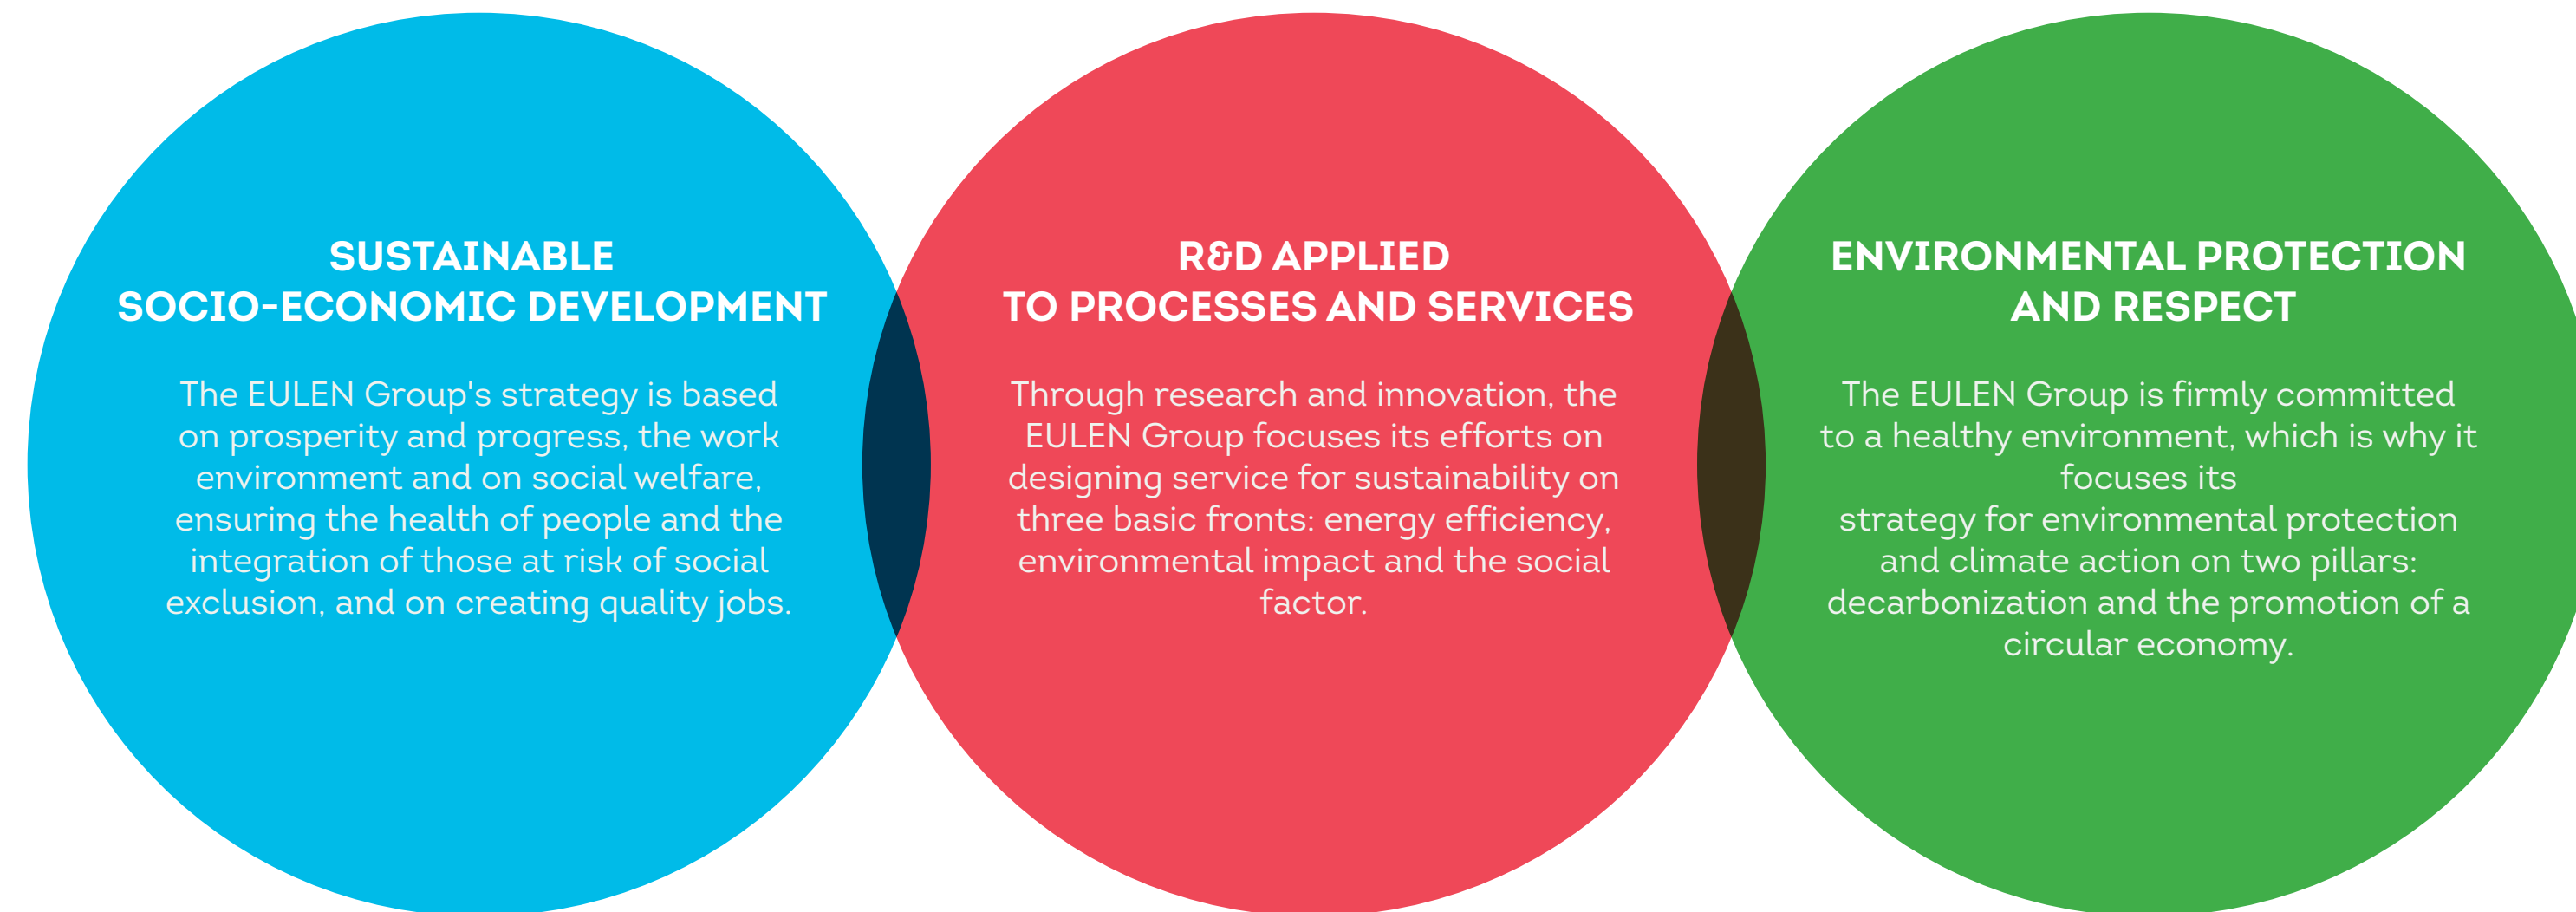 SUSTAINABLE
SOCIO-ECONOMIC DEVELOPMENT
The EULEN Group's strategy is based
on prosperity and progress, the work
environment and on social welfare,
ensuring the health of people and the
integration of those at risk of social
exclusion, and on creating quality jobs.
R&D APPLIED
TO PROCESSES AND SERVICES
Through research and innovation, the
EULEN Group focuses its efforts on
designing service for sustainability on
three basic fronts: energy efficiency,
environmental impact and the social
factor.
ENVIRONMENTAL PROTECTION
AND RESPECT
The EULEN Group is firmly committed
to a healthy environment, which is why it
focuses its
strategy for environmental protection
and climate action on two pillars:
decarbonization and the promotion of a
circular economy.